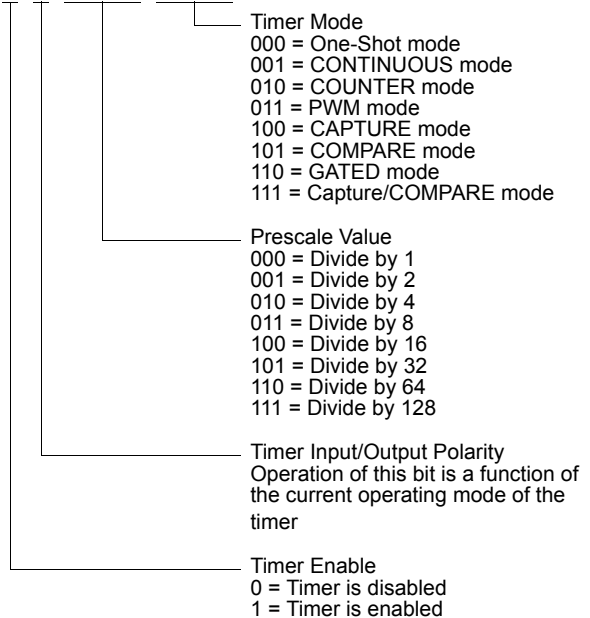 Timer Mode
000 = One-Shot mode
001 = CONTINUOUS mode
010 = COUNTER mode
011 = PWM mode
100 = CAPTURE mode
101 = COMPARE mode
110 = GATED mode
111 = Capture/COMPARE mode
Prescale Value
000 = Divide by 1
001 = Divide by 2
010 = Divide by 4
011 = Divide by 8
100 = Divide by 16
101 = Divide by 32
110 = Divide by 64
111 = Divide by 128
Timer Input/Output Polarity
Operation of this bit is a function of
the current operating mode of the
timer
Timer Enable
0 = Timer is disabled
1 = Timer is enabled